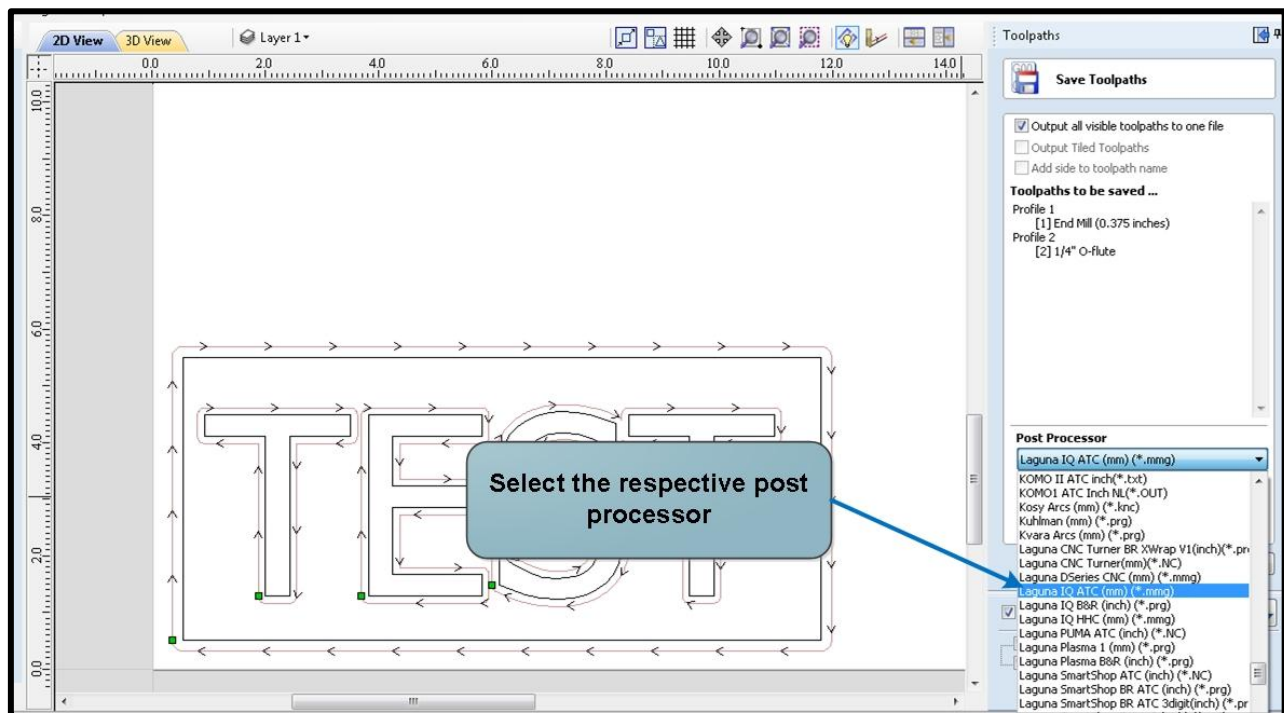 2D View
3D View
Layer 1
0.0 2.0 4.0 6.0 8.0 10.0 12.0 14.0
10.0
8.0
6.0
4.0
2.0
0.0
TEST
Select the respective post
processor
Toolpaths
Save Toolpaths
Output all visible toolpaths to one file
Output Tiled Toolpaths
Add side to toolpath name
Toolpaths to be saved ...
Profile 1
[1] End Mill (0.375 inches)
Profile 2
[2] 1/4" O-flute
Post Processor
Laguna IQ ATC (mm) (*.mmg)
KOMO II ATC inch(*.txt)
KOMO1 ATC Inch NL(*.OUT)
Kosy Arcs (mm) (*.knc)
Kuhlman (mm) (*.prg)
Kvara Arcs (mm) (*.prg)
Laguna CNC Turner BR XWrap V1(inch)(*.pr
Laguna CNC Turner(mm)(*.NC)
Laguna DSeries CNC (mm) (*.mmg)
Laguna IQ ATC (mm) (*.mmg)
Laguna IQ B&R (inch) (*.prg)
Laguna IQ HHC (mm) (*.mmg)
Laguna PUMA ATC (inch) (*.NC)
Laguna Plasma 1 (mm) (*.prg)
Laguna Plasma B&R (inch) (*.prg)
Laguna SmartShop ATC (inch) (*.NC)
Laguna SmartShop BR ATC (inch) (*.prg)
Laguna SmartShop BR ATC 3digit(inch) (*.pr